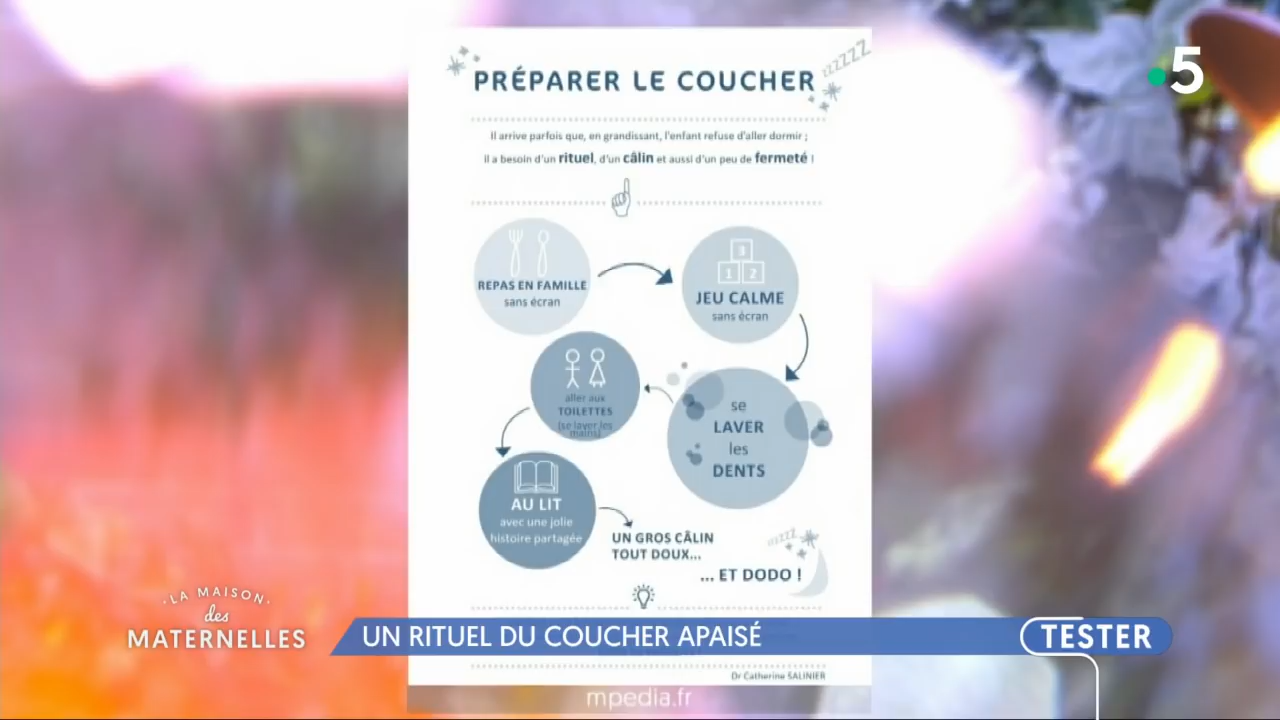 PRÉPARER LE COUCHER
zzzzZ
5
Il arrive parfois que, en grandissant, l'enfant refuse d'aller dormir ;
il a besoin d'un rituel, d'un câlin et aussi d'un peu de fermeté !
REPAS EN FAMILLE
sans écran
3
1 2
JEU CALME
sans écran
se
LAVER
les
DENTS
aller aux
TOILETTES
(se laver les
mains)
AU LIT
avec une jolie
histoire partagée
UN GROS CÂLIN
TOUT DOUX...
zzzzZ
... ET DODO !
LA MAISON
des
MATERNELLES
UN RITUEL DU COUCHER APAISÉ
TESTER
Dr Catherine SALINIER
mpedia.fr